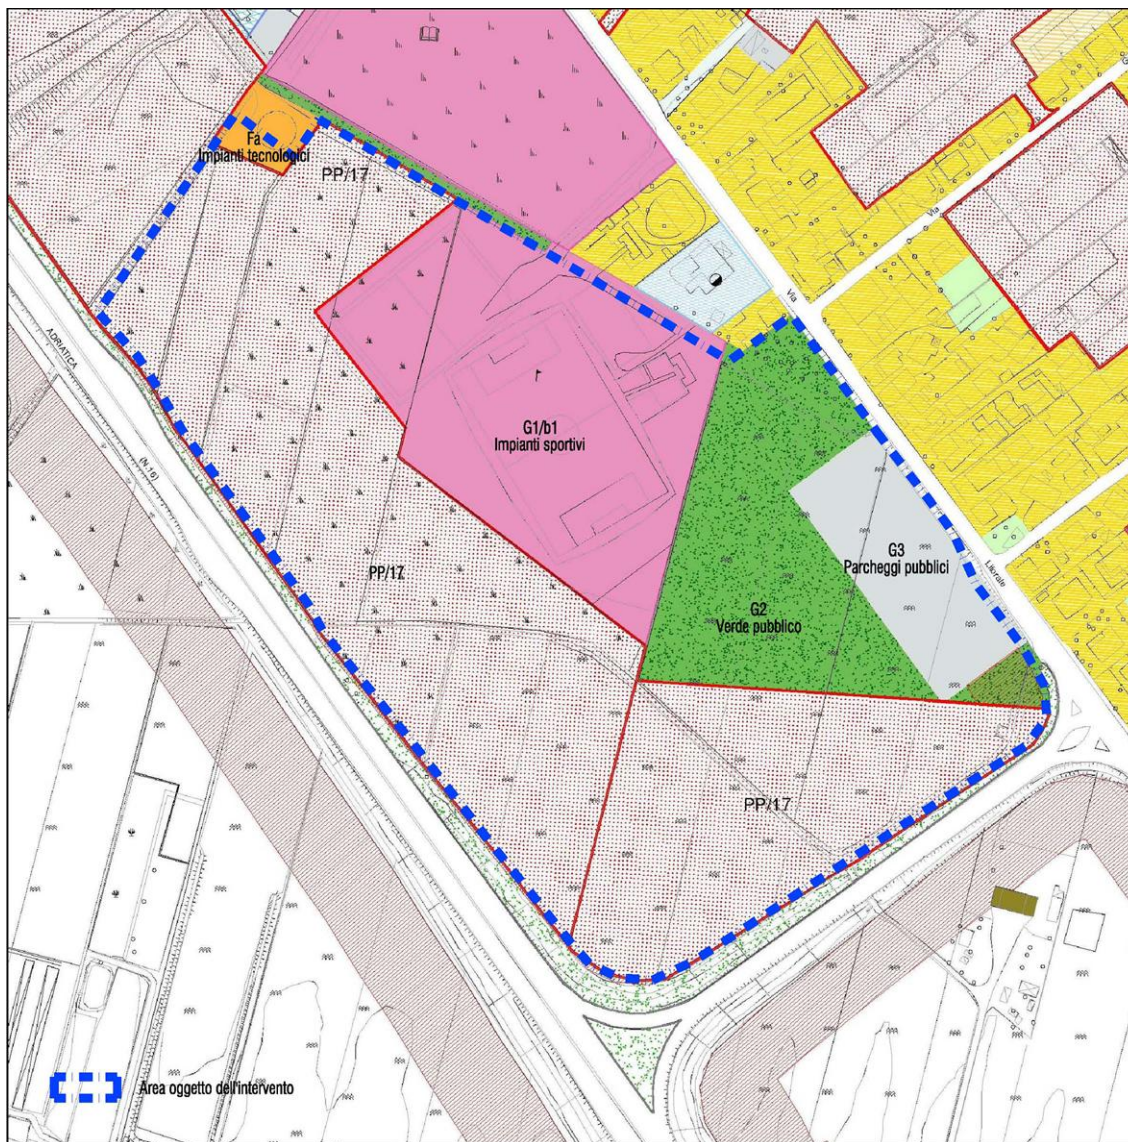 Fa
Impianti tecnologici
PP/17
Via
Via
ADRIATICA
(N.16)
G1/b1
Impianti sportivi
G3
Parcheggi pubblici
Litorale
PP/17
G2
Verde pubblico
PP/17
Area oggetto dell'intervento